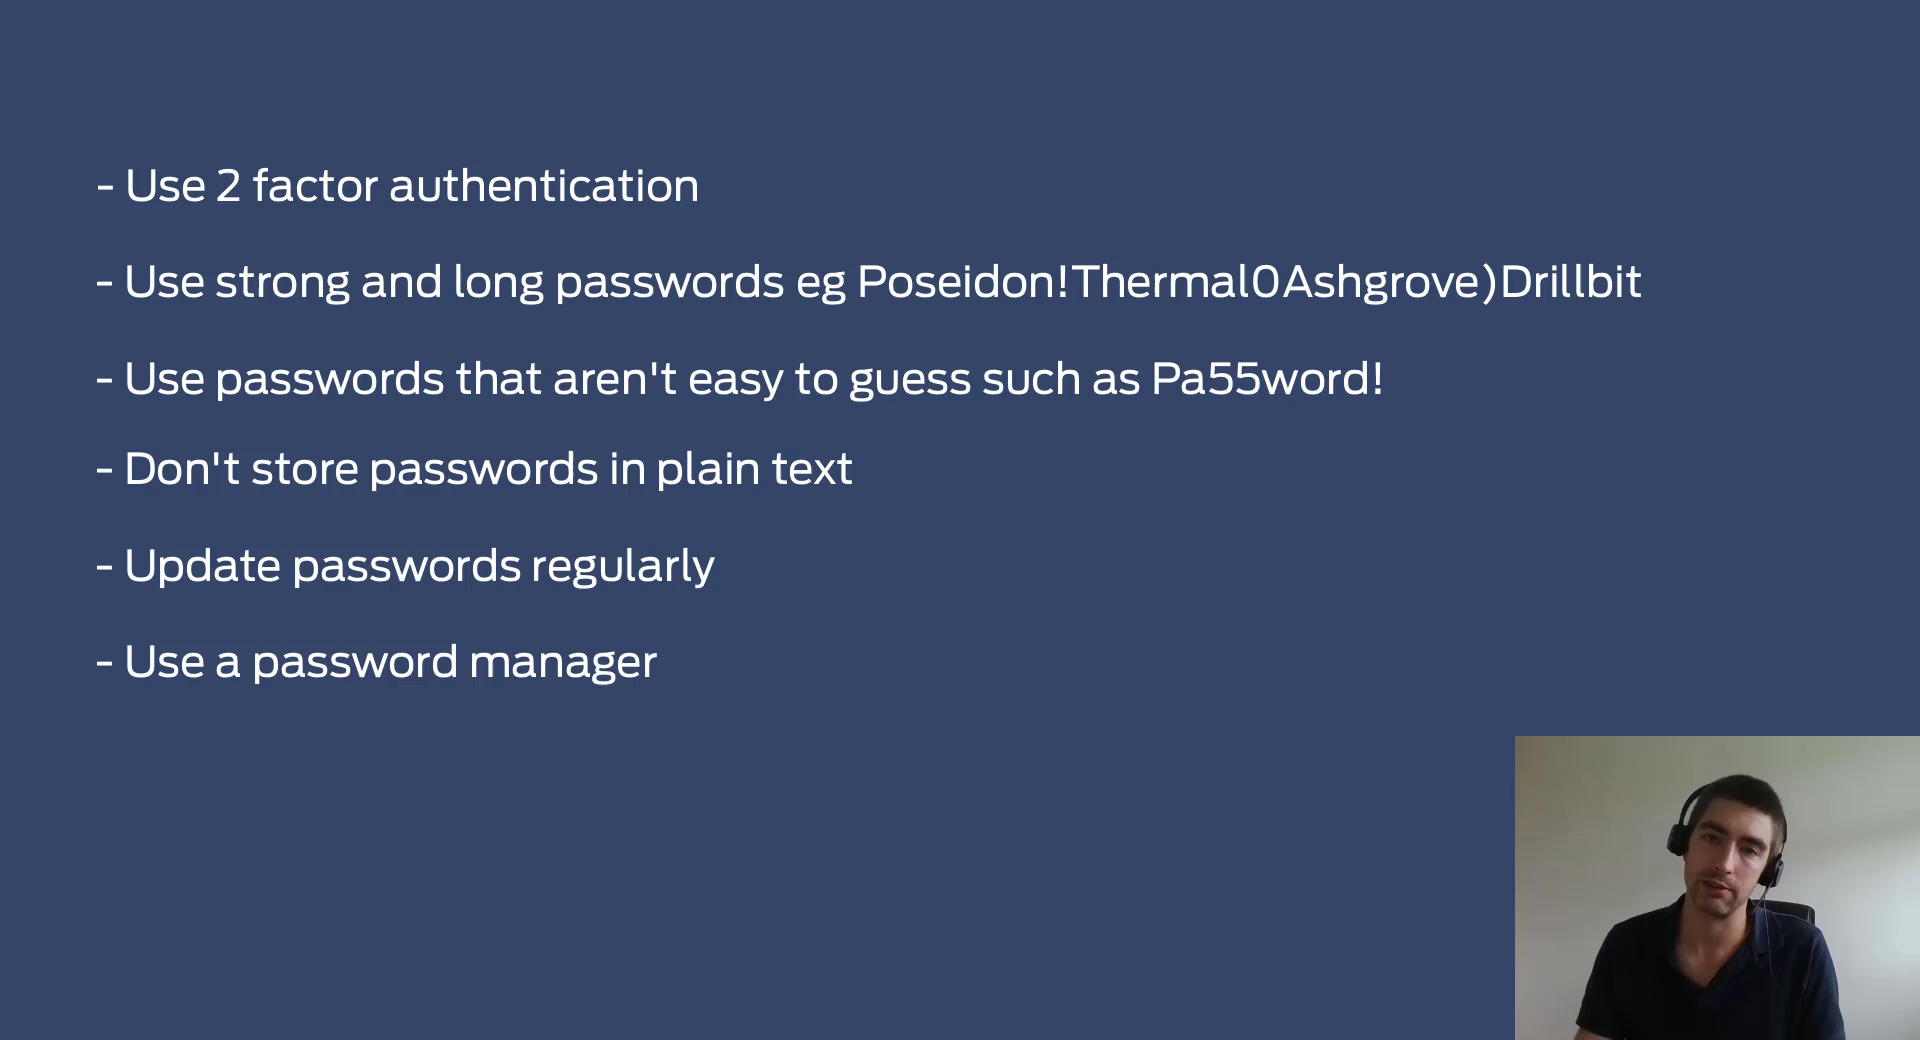 - Use 2 factor authentication
- Use strong and long passwords eg Poseidon!Thermal0Ashgrove)Drillbit
- Use passwords that aren't easy to guess such as Pa55word!
- Don't store passwords in plain text
- Update passwords regularly
- Use a password manager